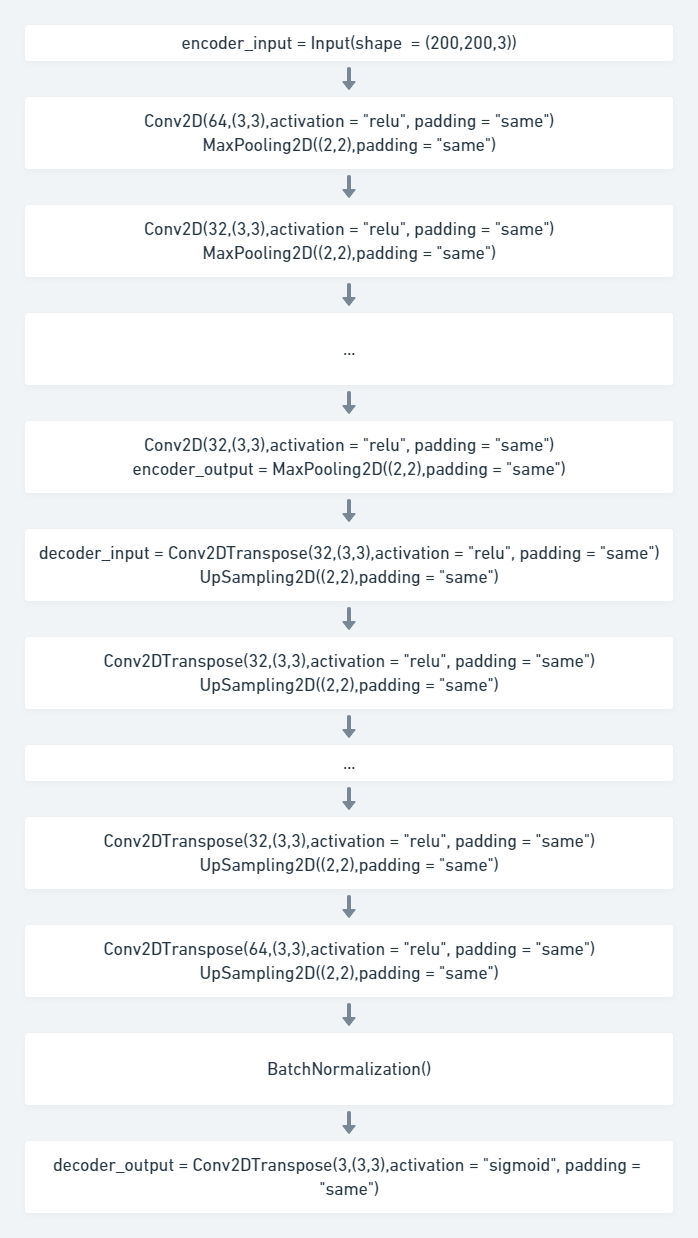 encoder_input = Input(shape  = (200,200,3))
Conv2D(64,(3,3),activation = "relu", padding = "same")
MaxPooling2D((2,2),padding = "same")
Conv2D(32,(3,3),activation = "relu", padding = "same")
MaxPooling2D((2,2),padding = "same")
...
Conv2D(32,(3,3),activation = "relu", padding = "same")
encoder_output = MaxPooling2D((2,2),padding = "same")
decoder_input = Conv2DTranspose(32,(3,3),activation = "relu", padding = "same")
UpSampling2D((2,2),padding = "same")
Conv2DTranspose(32,(3,3),activation = "relu", padding = "same")
UpSampling2D((2,2),padding = "same")
...
Conv2DTranspose(32,(3,3),activation = "relu", padding = "same")
UpSampling2D((2,2),padding = "same")
Conv2DTranspose(64,(3,3),activation = "relu", padding = "same")
UpSampling2D((2,2),padding = "same")
BatchNormalization()
decoder_output = Conv2DTranspose(3,(3,3),activation = "sigmoid", padding =
"same")